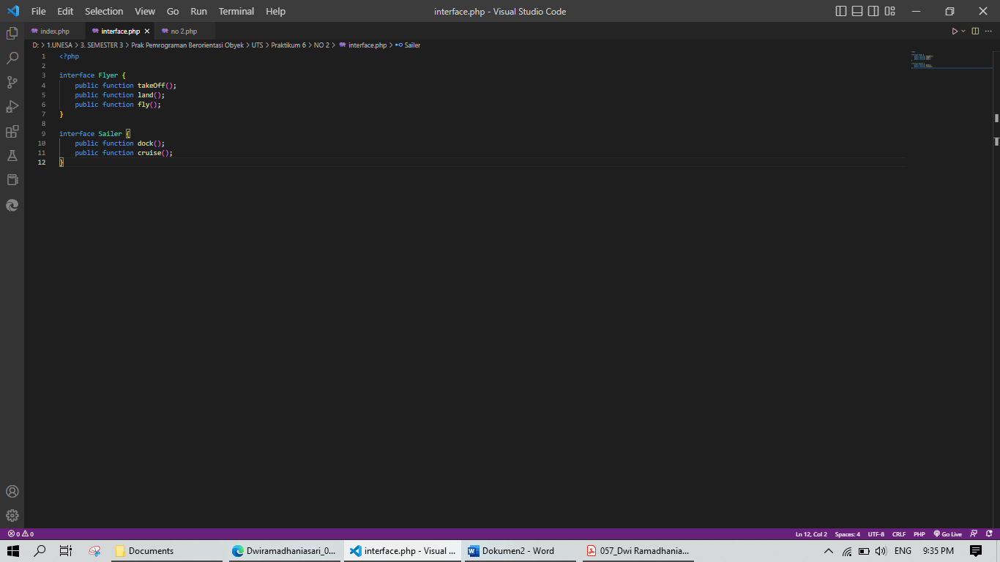 File Edit Selection View Go Run Terminal Help interface.php - Visual Studio Code
index.php interface.php no 2.php
D: > 1.UNESA > 3. SEMESTER 3 > Prak Pemrograman Berorientasi Obyek > UTS > Praktikum 6 > NO 2 > interface.php > Sailer
1 <?php
2
3 interface Flyer {
4 public function takeOff();
5 public function land();
6 public function fly();
7 }
8
9 interface Sailer {
10 public function dock();
11 public function cruise();
12 }
0 0 Ln 12, Col 2 Spaces: 4 UTF-8 CRLF PHP Go Live
Documents Dwiramadhaniasari_0... interface.php - Visual ... Dokumen2 - Word 057_Dwi Ramadhania... ENG 9:35 PM